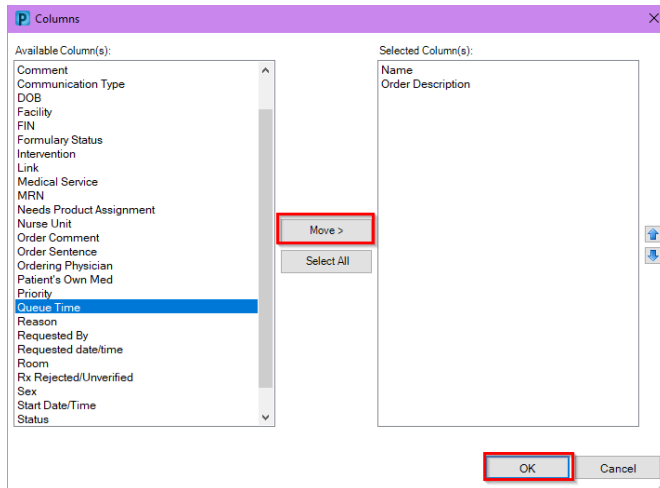 P Columns
Available Column(s):
Comment
Communication Type
DOB
Facility
FIN
Formulary Status
Intervention
Link
Medical Service
MRN
Needs Product Assignment
Nurse Unit
Order Comment
Order Sentence
Ordering Physician
Patient's Own Med
Priority
Queue Time
Reason
Requested By
Requested date/time
Room
Rx Rejected/Unverified
Sex
Start Date/Time
Status
Move >
Select All
Selected Column(s):
Name
Order Description
OK
Cancel